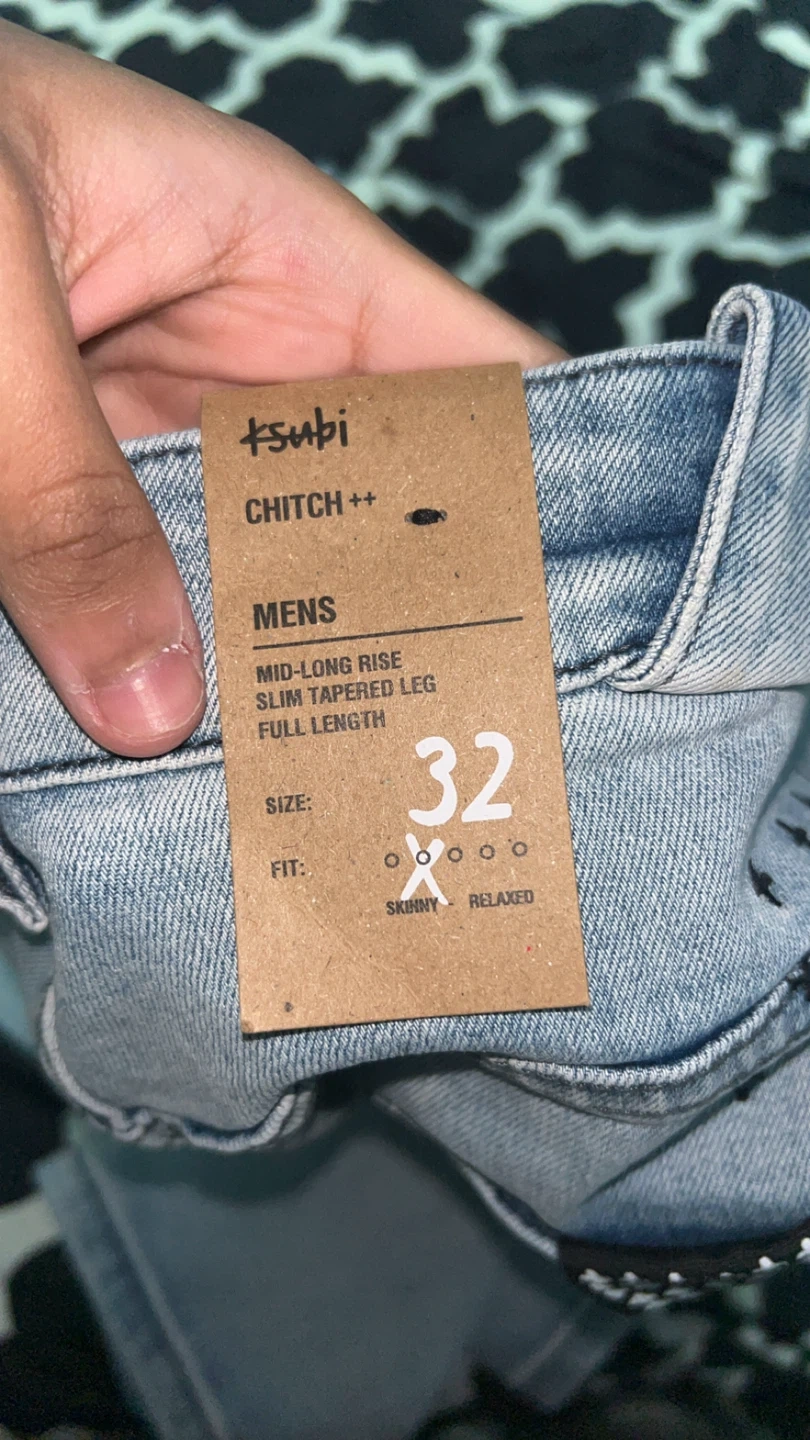 ksubi
CHITCH ++
MENS
MID-LONG RISE
SLIM TAPERED LEG
FULL LENGTH
SIZE: 32
FIT: X
SKINNY - RELAXED